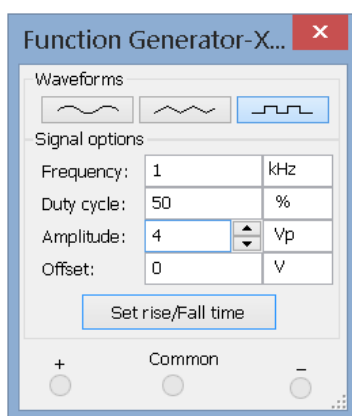 Function Generator-X... ×
Waveforms
Signal options
Frequency: 1 kHz
Duty cycle: 50 %
Amplitude: 4 Vp
Offset: 0 V
Set rise/Fall time
+ Common −